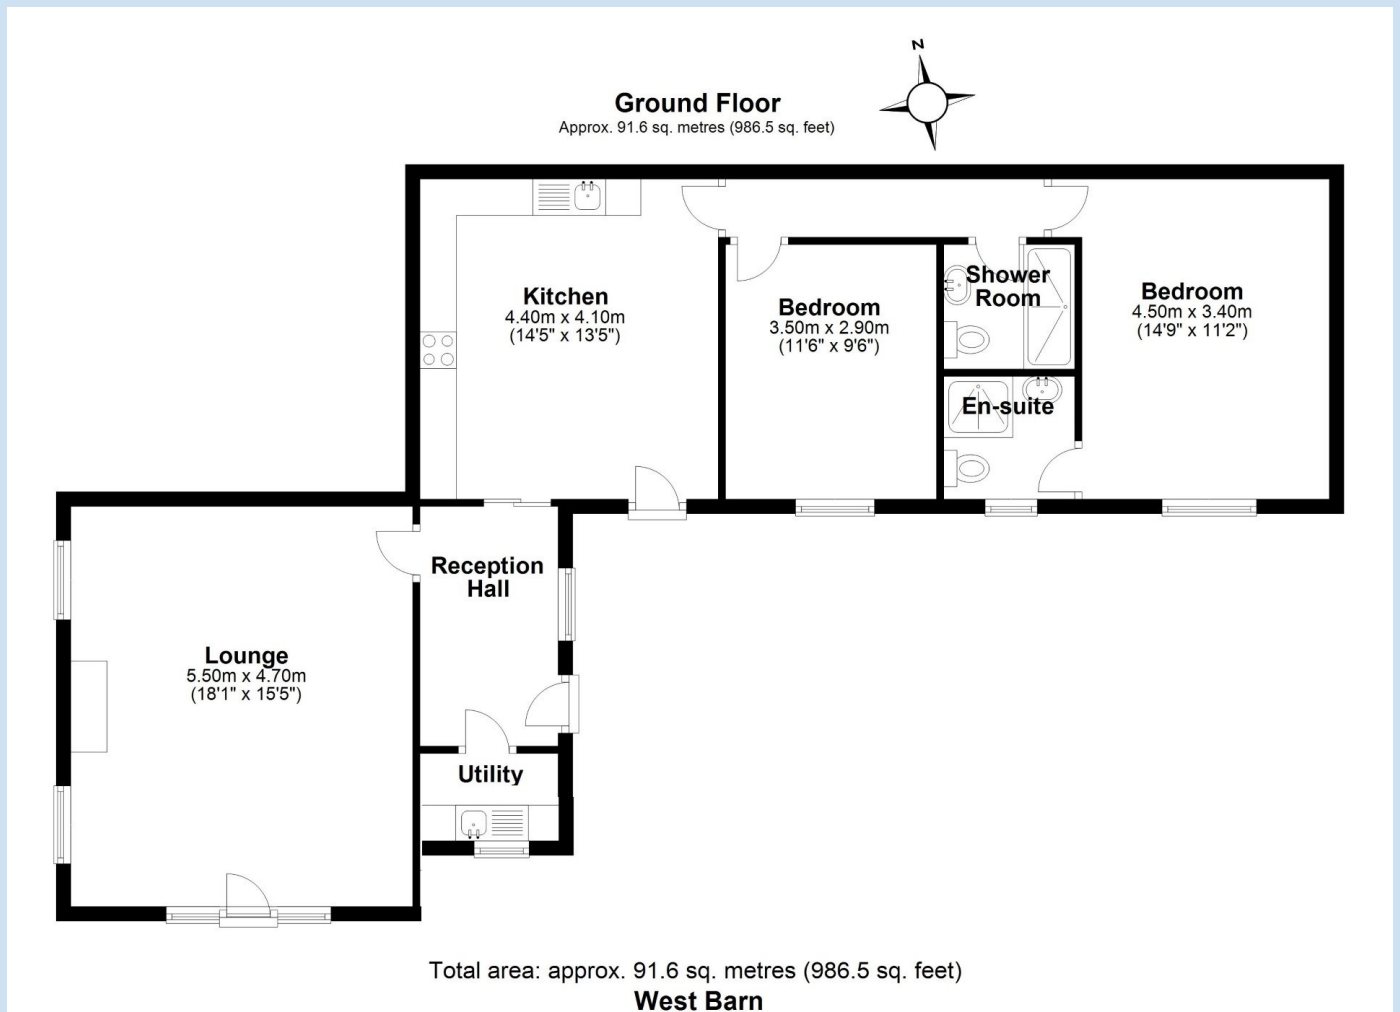 N
Ground Floor
Approx. 91.6 sq. metres (986.5 sq. feet)
Kitchen
4.40m x 4.10m
(14'5" x 13'5")
Bedroom
3.50m x 2.90m
(11'6" x 9'6")
Shower
Room
En-suite
Bedroom
4.50m x 3.40m
(14'9" x 11'2")
Reception
Hall
Lounge
5.50m x 4.70m
(18'1" x 15'5")
Utility
Total area: approx. 91.6 sq. metres (986.5 sq. feet)
West Barn